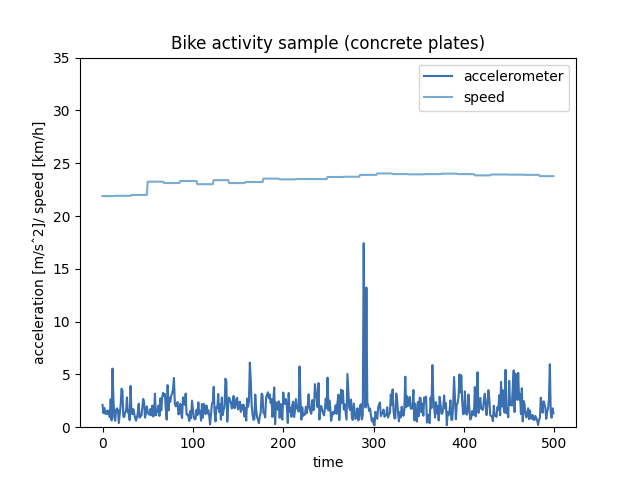 Bike activity sample (concrete plates)
accelerometer
speed
acceleration [m/sˆ2]/ speed [km/h]
35
30
25
20
15
10
5
0
0 100 200 300 400 500
time